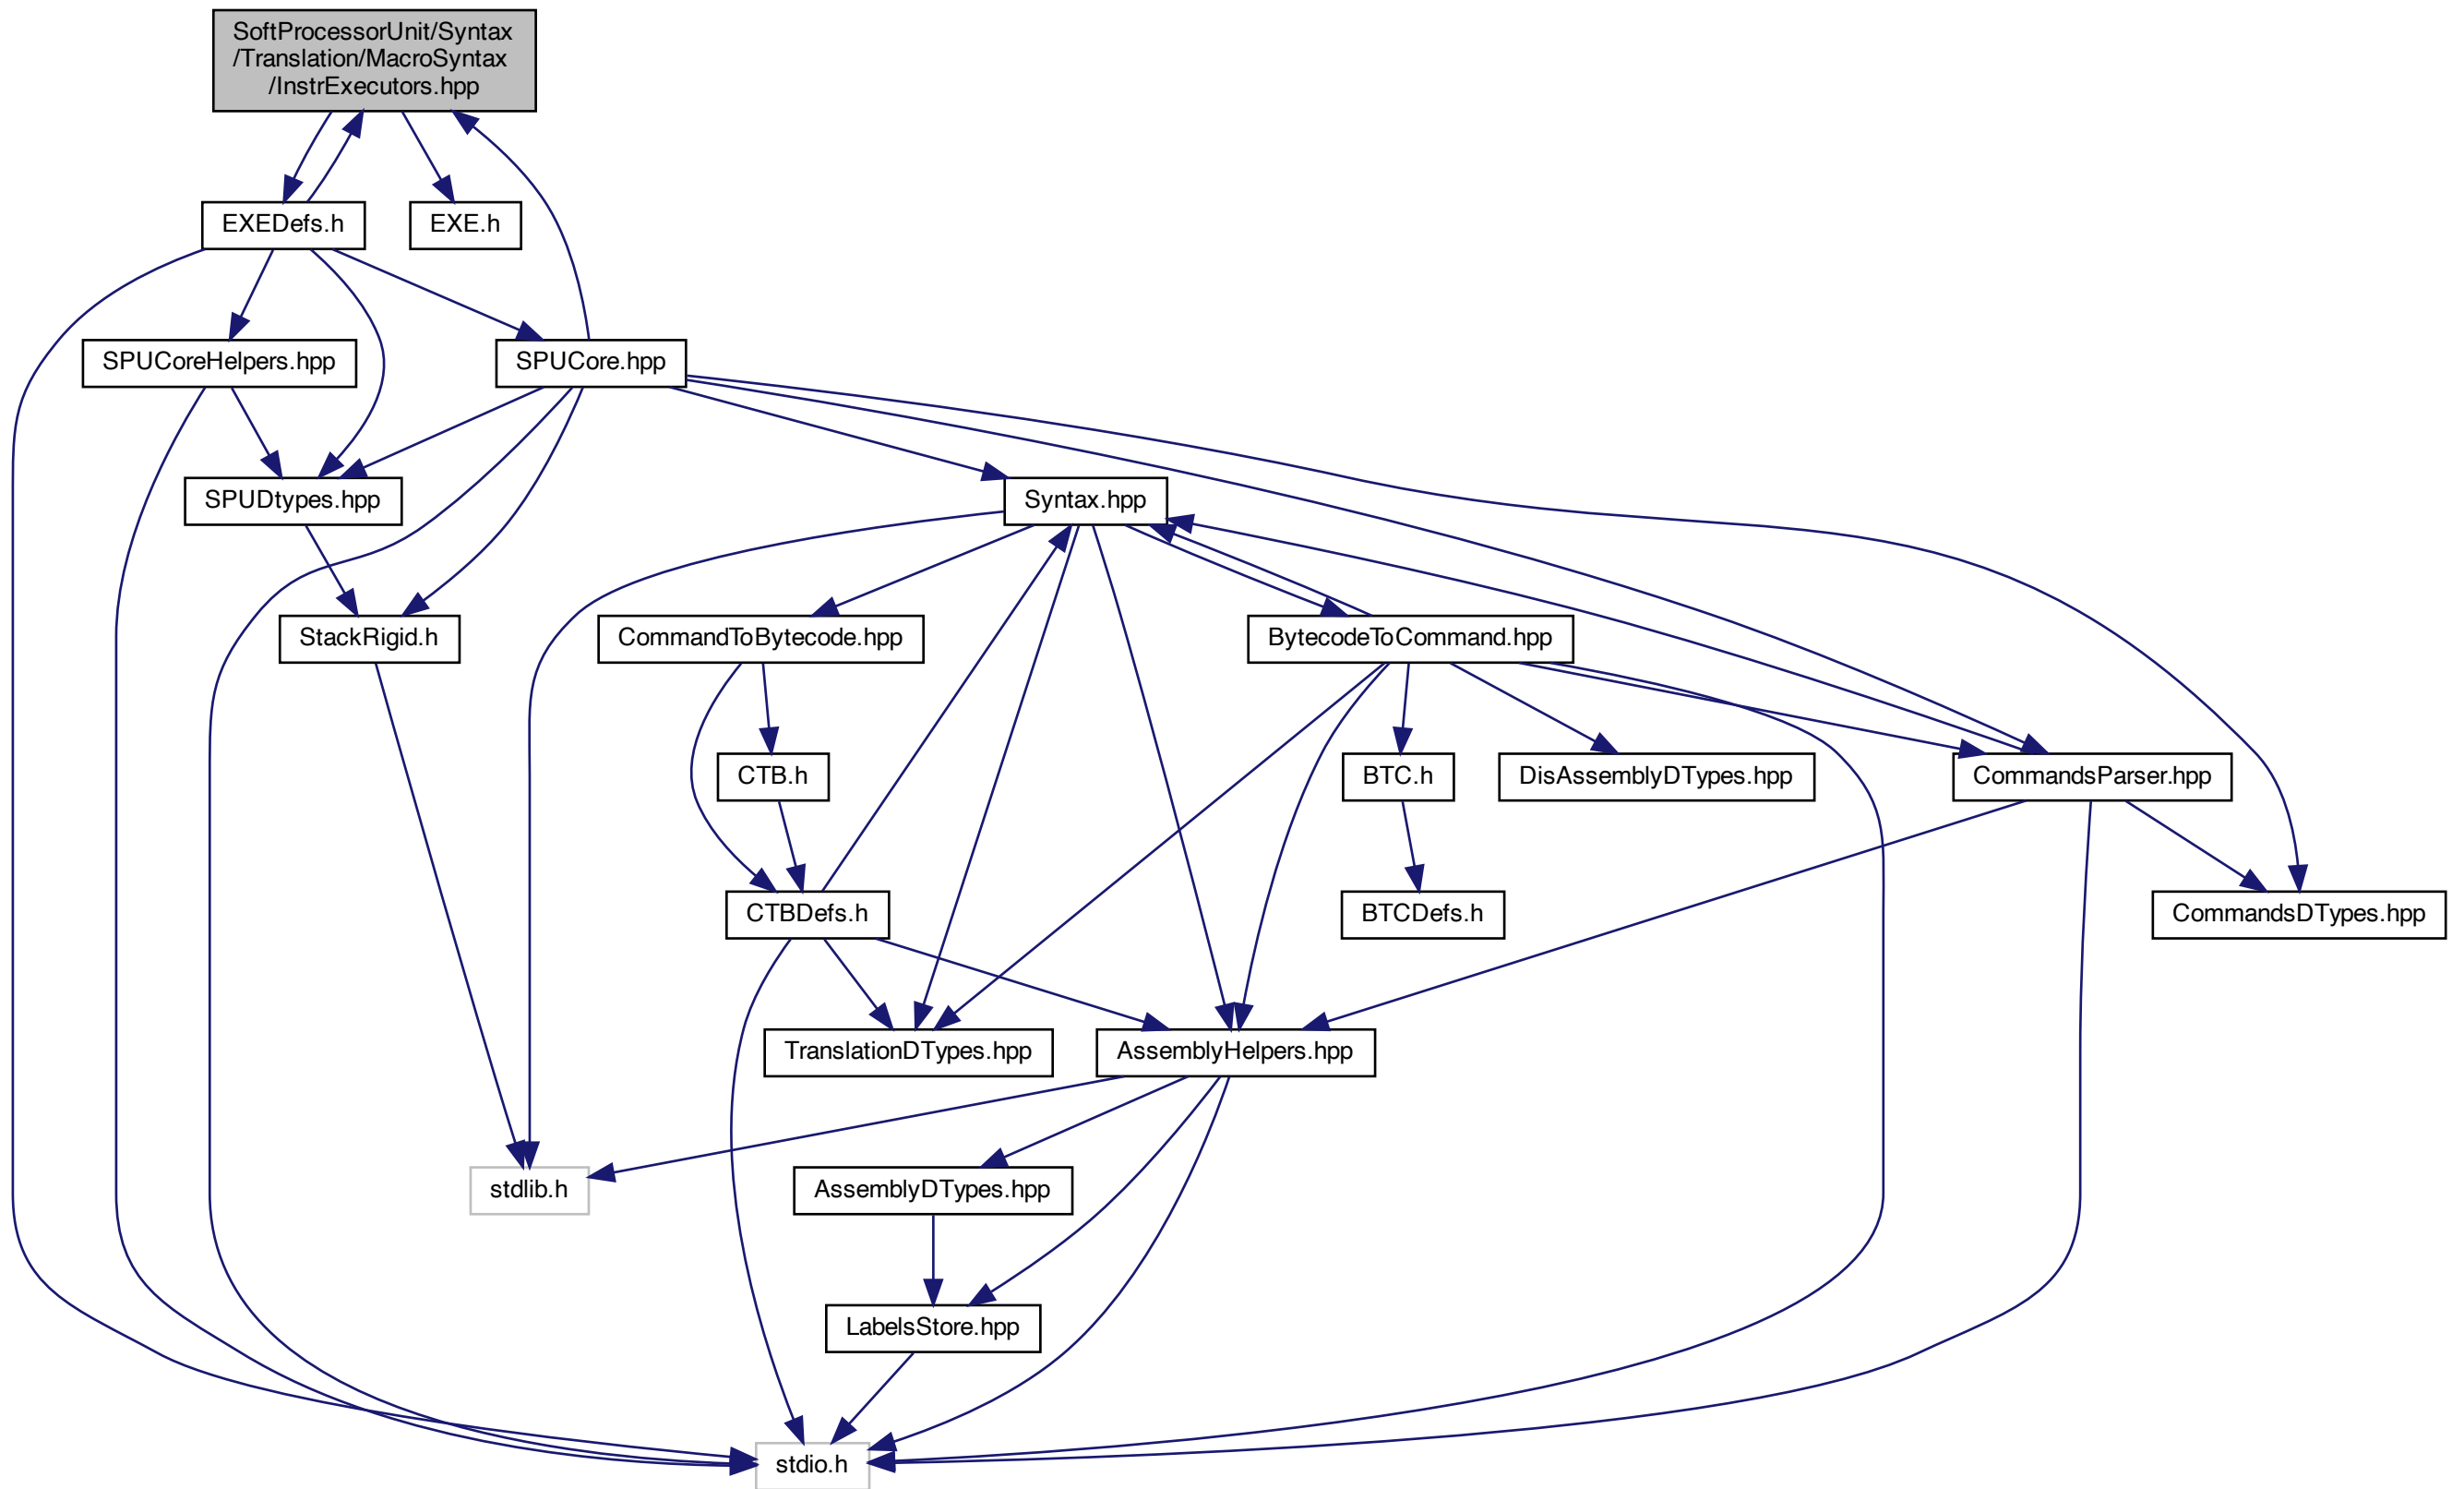 SoftProcessorUnit/Syntax
/Translation/MacroSyntax
/InstrExecutors.hpp
EXEDefs.h
EXE.h
SPUCoreHelpers.hpp
SPUCore.hpp
SPUDtypes.hpp
Syntax.hpp
StackRigid.h
CommandToBytecode.hpp
BytecodeToCommand.hpp
CTB.h
BTC.h
DisAssemblyDTypes.hpp
CommandsParser.hpp
CTBDefs.h
BTCDefs.h
CommandsDTypes.hpp
TranslationDTypes.hpp
AssemblyHelpers.hpp
stdlib.h
AssemblyDTypes.hpp
LabelsStore.hpp
stdio.h